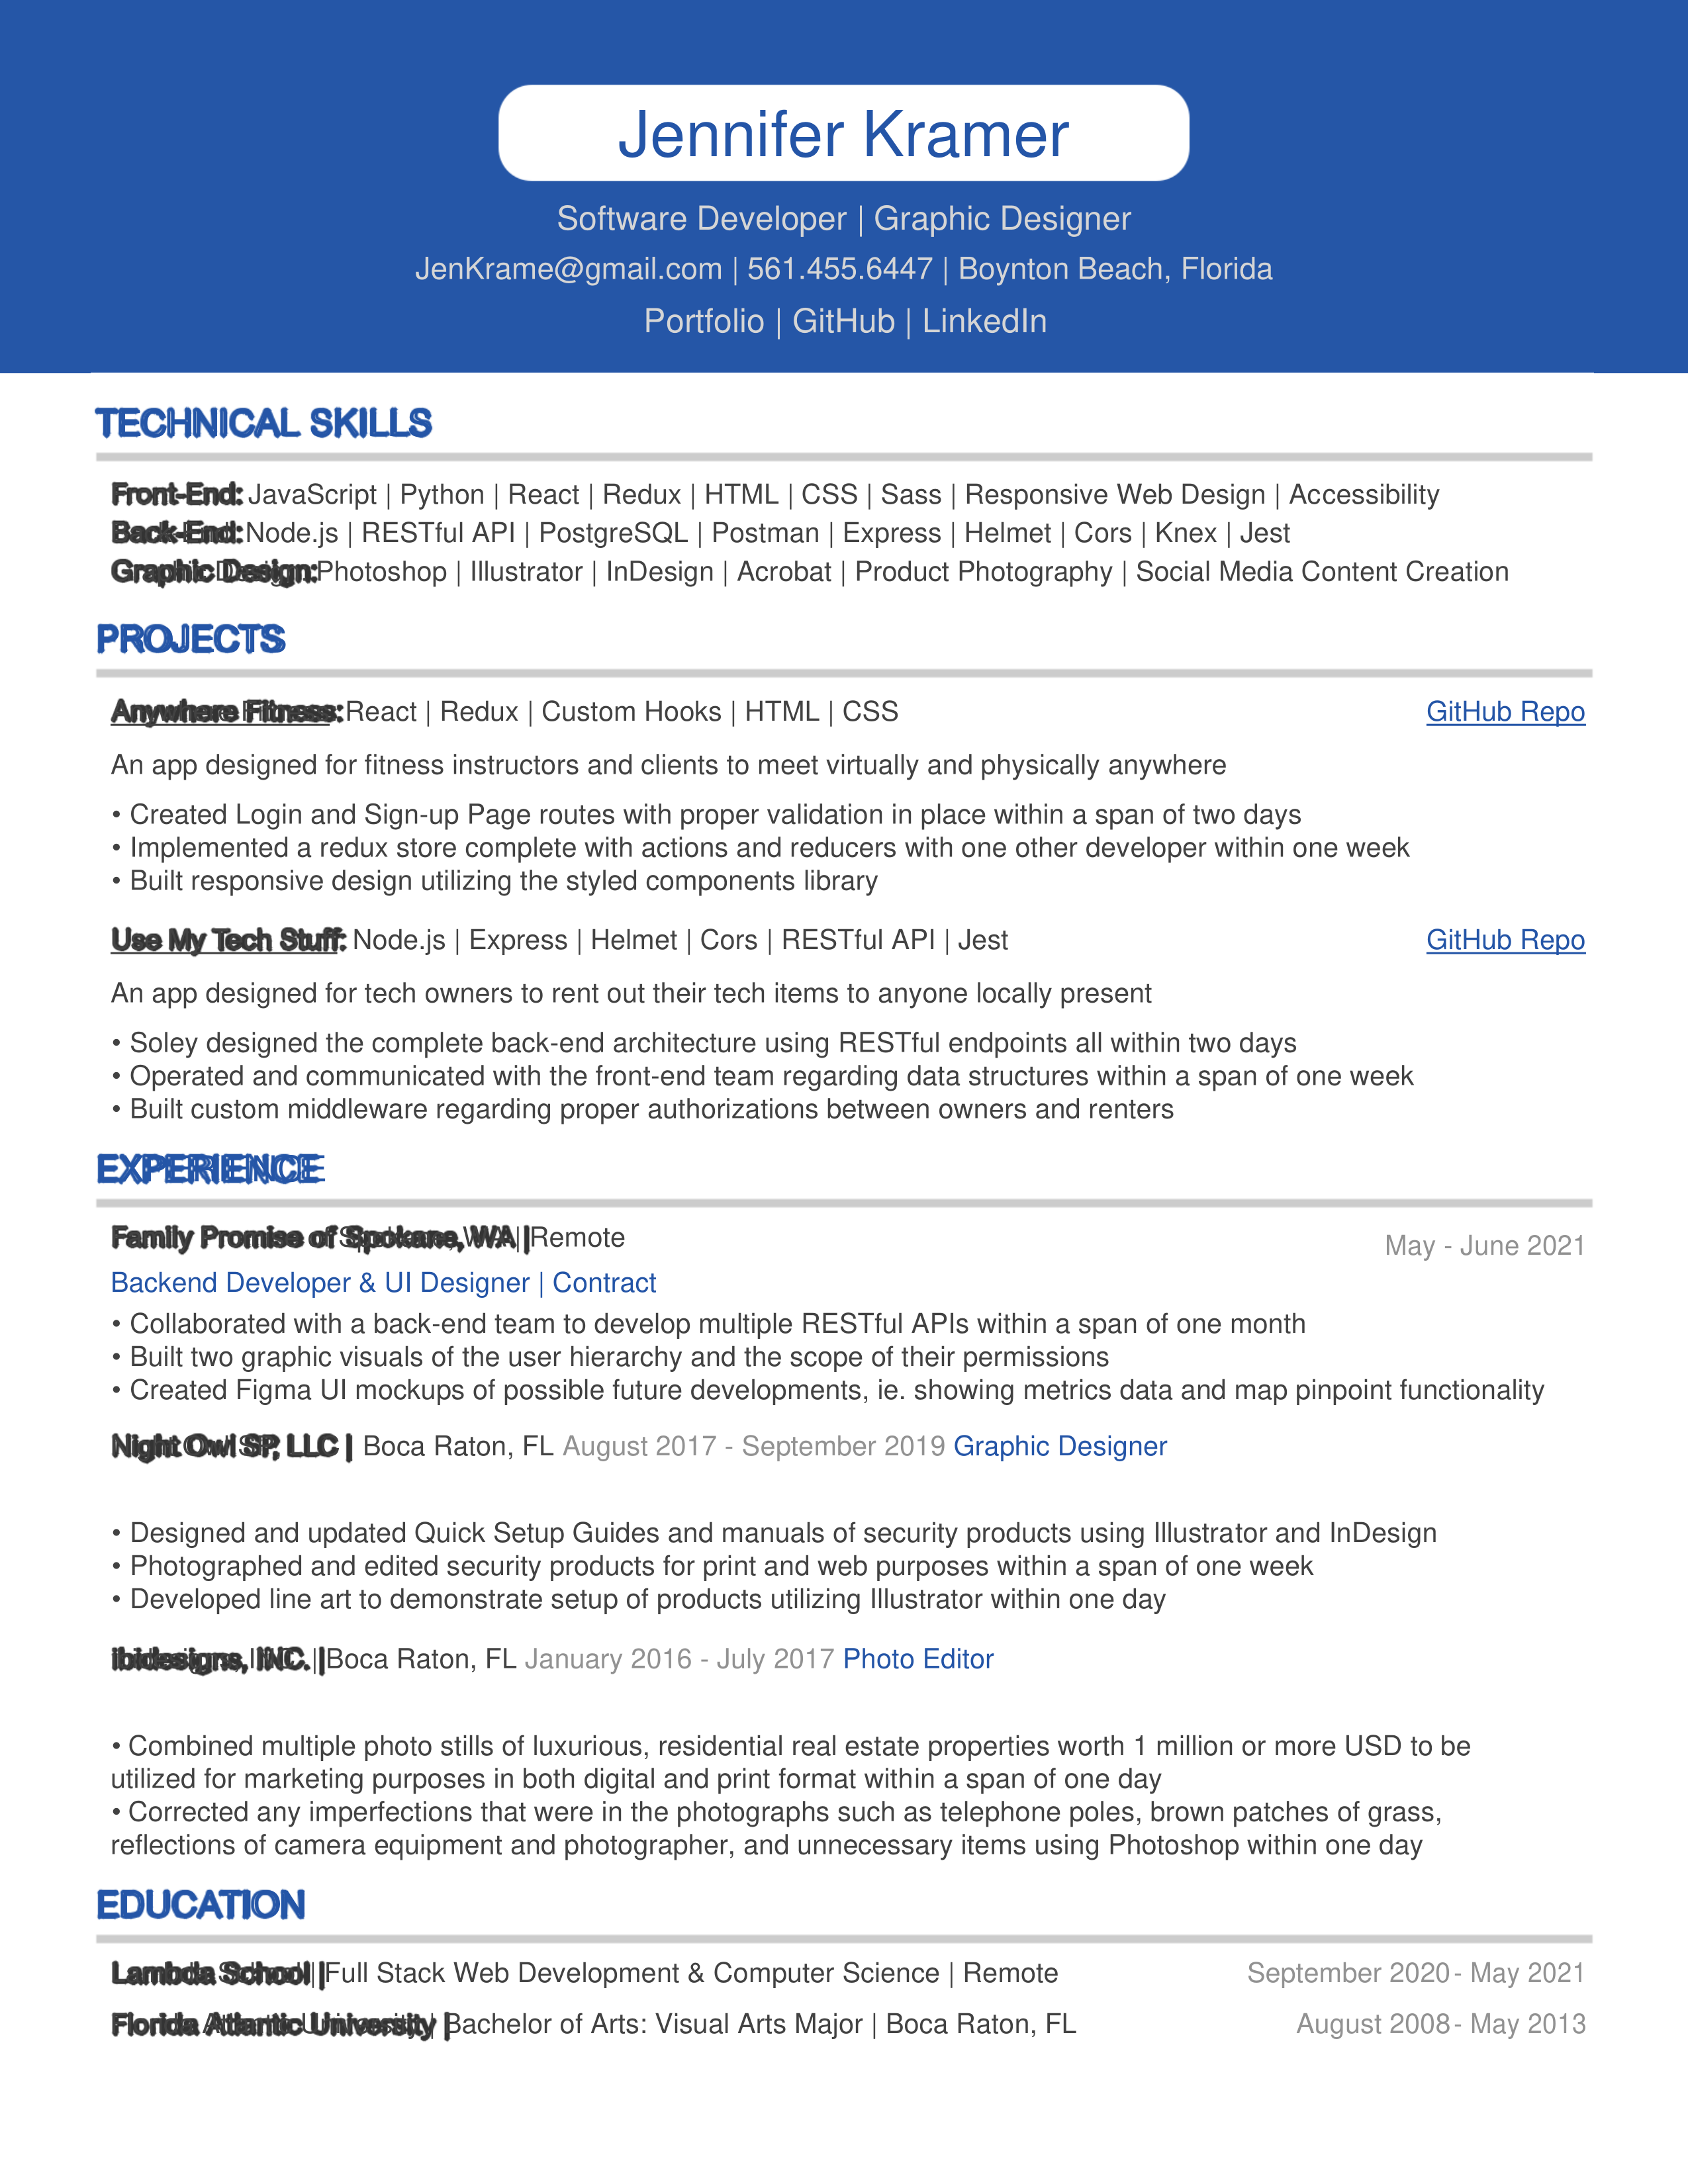 Jennifer Kramer
Software Developer | Graphic Designer
JenKrame@gmail.com | 561.455.6447 | Boynton Beach, Florida
Portfolio | GitHub | LinkedIn
TECHNICAL SKILLS
Front-End: JavaScript | Python | React | Redux | HTML | CSS | Sass | Responsive Web Design | Accessibility
Back-End: Node.js | RESTful API | PostgreSQL | Postman | Express | Helmet | Cors | Knex | Jest
Graphic Design: Photoshop | Illustrator | InDesign | Acrobat | Product Photography | Social Media Content Creation
PROJECTS
Anywhere Fitness: React | Redux | Custom Hooks | HTML | CSS GitHub Repo
An app designed for fitness instructors and clients to meet virtually and physically anywhere
• Created Login and Sign-up Page routes with proper validation in place within a span of two days
• Implemented a redux store complete with actions and reducers with one other developer within one week
• Built responsive design utilizing the styled components library
Use My Tech Stuff: Node.js | Express | Helmet | Cors | RESTful API | Jest GitHub Repo
An app designed for tech owners to rent out their tech items to anyone locally present
• Soley designed the complete back-end architecture using RESTful endpoints all within two days
• Operated and communicated with the front-end team regarding data structures within a span of one week
• Built custom middleware regarding proper authorizations between owners and renters
EXPERIENCE
Family Promise of Spokane, WA | Remote May - June 2021
Backend Developer & UI Designer | Contract
• Collaborated with a back-end team to develop multiple RESTful APIs within a span of one month
• Built two graphic visuals of the user hierarchy and the scope of their permissions
• Created Figma UI mockups of possible future developments, ie. showing metrics data and map pinpoint functionality
Night Owl SP, LLC | Boca Raton, FL August 2017 - September 2019 Graphic Designer
• Designed and updated Quick Setup Guides and manuals of security products using Illustrator and InDesign
• Photographed and edited security products for print and web purposes within a span of one week
• Developed line art to demonstrate setup of products utilizing Illustrator within one day
ibidesigns, INC. | Boca Raton, FL January 2016 - July 2017 Photo Editor
• Combined multiple photo stills of luxurious, residential real estate properties worth 1 million or more USD to be
utilized for marketing purposes in both digital and print format within a span of one day
• Corrected any imperfections that were in the photographs such as telephone poles, brown patches of grass,
reflections of camera equipment and photographer, and unnecessary items using Photoshop within one day
EDUCATION
Lambda School | Full Stack Web Development & Computer Science | Remote September 2020 - May 2021
Florida Atlantic University | Bachelor of Arts: Visual Arts Major | Boca Raton, FL August 2008 - May 2013